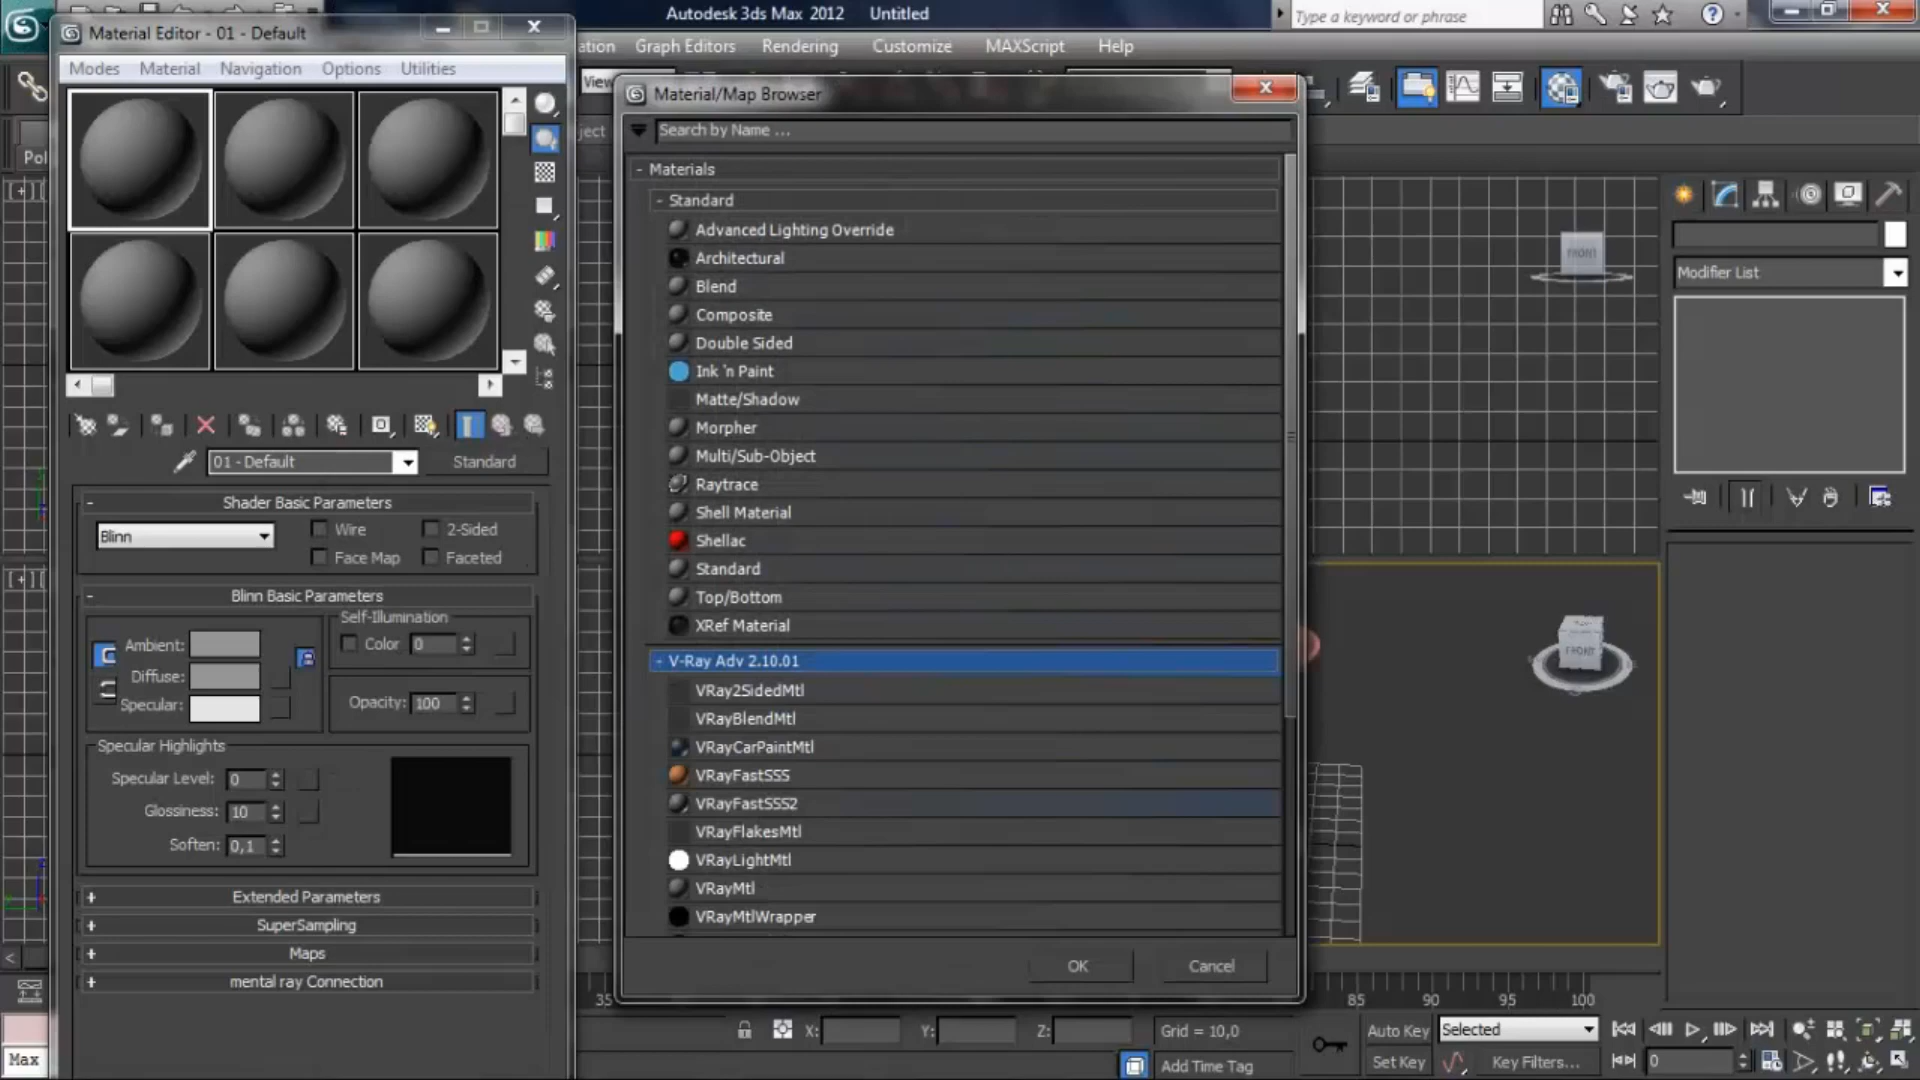 Autodesk 3ds Max 2012 Untitled
Type a keyword or phrase
Material Editor - 01 - Default
Graph Editors Rendering Customize MAXScript Help
Modes Material Navigation Options Utilities
View
Material/Map Browser
Search by Name ...
- Materials
- Standard
Advanced Lighting Override
Architectural
Blend
Composite
Double Sided
Ink 'n Paint
Matte/Shadow
Morpher
Multi/Sub-Object
Raytrace
Shell Material
Shellac
Standard
Top/Bottom
XRef Material
- V-Ray Adv 2.10.01
VRay2SidedMtl
VRayBlendMtl
VRayCarPaintMtl
VRayFastSSS
VRayFastSSS2
VRayFlakesMtl
VRayLightMtl
VRayMtl
VRayMtlWrapper
OK Cancel
01 - Default Standard
- Shader Basic Parameters
Blinn Wire 2-Sided
Face Map Faceted
- Blinn Basic Parameters
Self-Illumination
Ambient: Color 0
Diffuse:
Specular: Opacity: 100
Specular Highlights
Specular Level: 0
Glossiness: 10
Soften: 0,1
+ Extended Parameters
+ SuperSampling
+ Maps
+ mental ray Connection
[+]
[+]
FRONT
FRONT
Modifier List
35 85 90 95 100
X: Y: Z: Grid = 10,0
Auto Key Selected
Max Add Time Tag Set Key Key Filters... 0